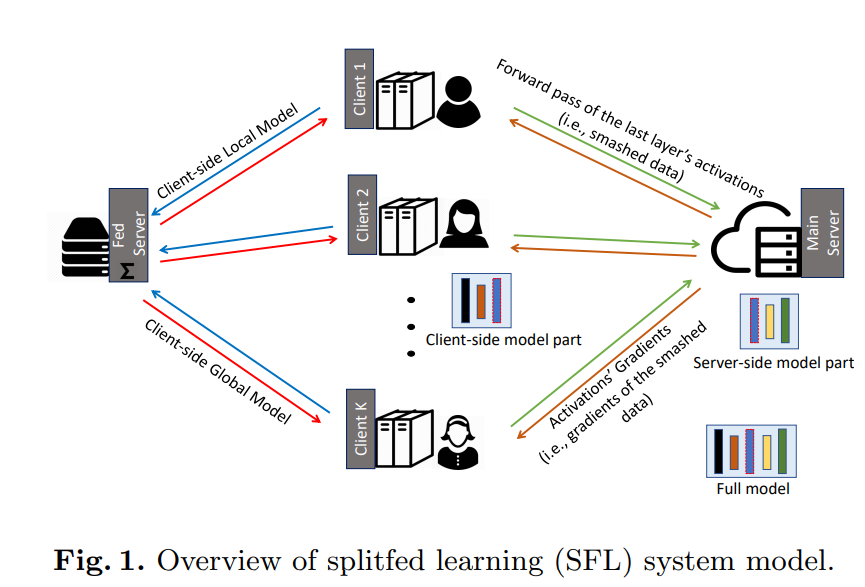 Client 1
Forward pass of the last layer's activations
(i.e., smashed data)
Client-side Local Model
Client 2
Fed
Server
Σ
Main
Server
Client-side model part
Server-side model part
Client-side Global Model
Activations' Gradients
(i.e., gradients of the smashed
data)
Client K
Full model
Fig. 1. Overview of splitfed learning (SFL) system model.